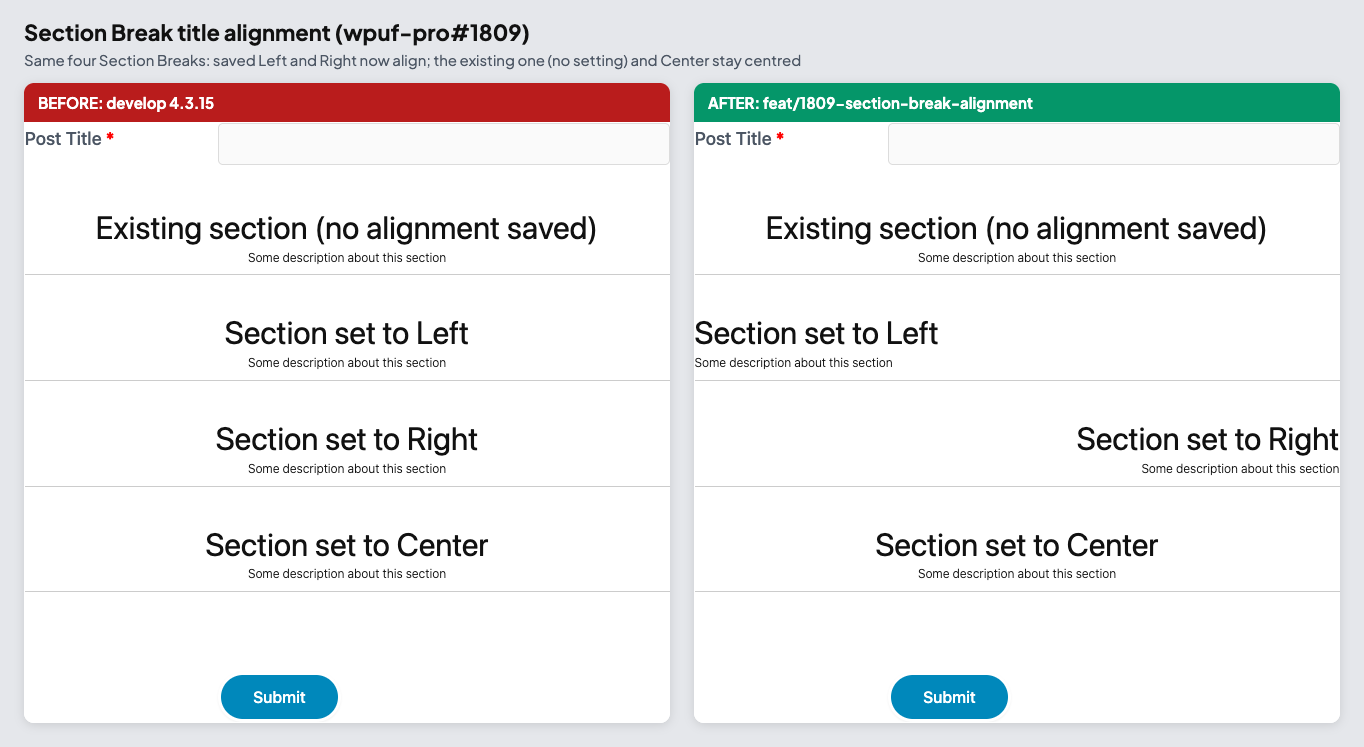 Section Break title alignment (wpuf-pro#1809)
Same four Section Breaks: saved Left and Right now align; the existing one (no setting) and Center stay centred
BEFORE: develop 4.3.15
Post Title *
Existing section (no alignment saved)
Some description about this section
Section set to Left
Some description about this section
Section set to Right
Some description about this section
Section set to Center
Some description about this section
Submit
AFTER: feat/1809-section-break-alignment
Post Title *
Existing section (no alignment saved)
Some description about this section
Section set to Left
Some description about this section
Section set to Right
Some description about this section
Section set to Center
Some description about this section
Submit